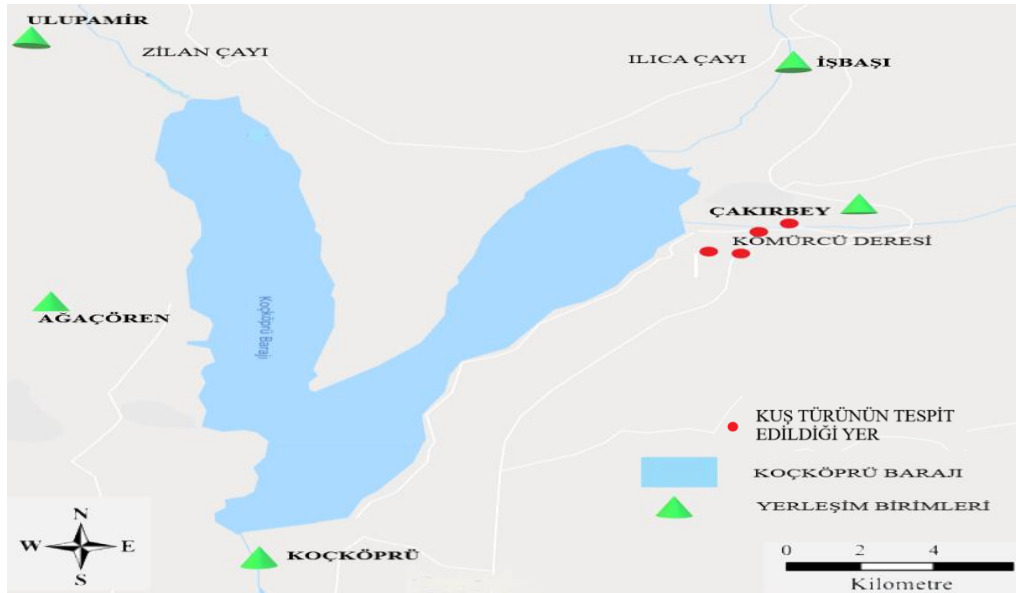 ULUPAMİR
ZİLAN ÇAYI
ILICA ÇAYI
İŞBAŞI
ÇAKIRBEY
KÖMÜRCÜ DERESİ
Koçköprü Barajı
AĞAÇÖREN
KUŞ TÜRÜNÜN TESPİT
EDİLDİĞİ YER
KOÇKÖPRÜ BARAJI
YERLEŞİM BİRİMLERİ
KOÇKÖPRÜ
N
W E
S
0 2 4
Kilometre